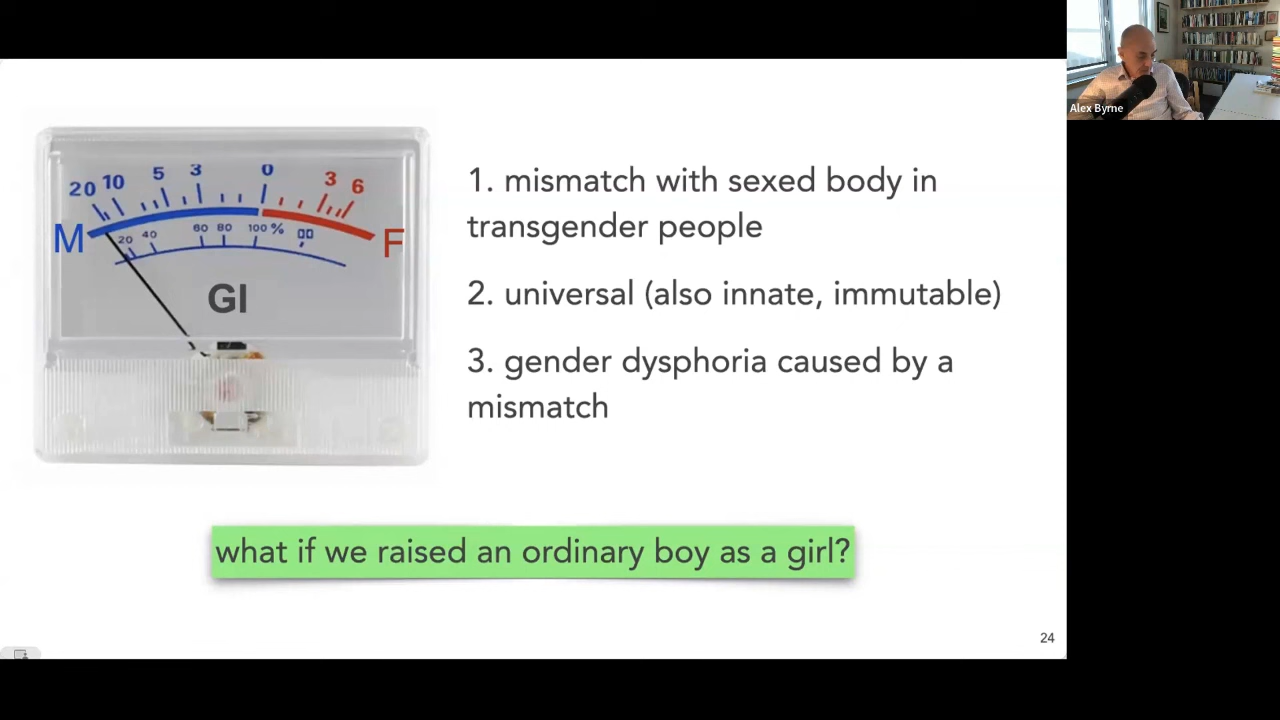 Alex Byrne
20 10 5 3 0 3 6
M 20 40 60 80 100 % F
GI
1. mismatch with sexed body in
transgender people
2. universal (also innate, immutable)
3. gender dysphoria caused by a
mismatch
what if we raised an ordinary boy as a girl?
24